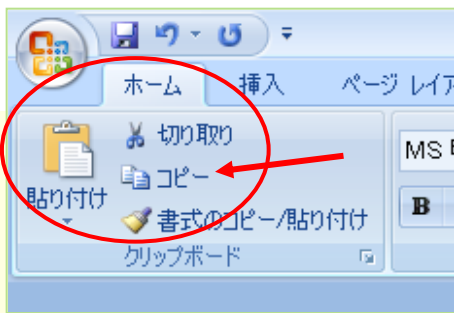 ホーム 挿入 ページ レイア
切り取り
コピー
貼り付け
書式のコピー/貼り付け
クリップボード
MS
B